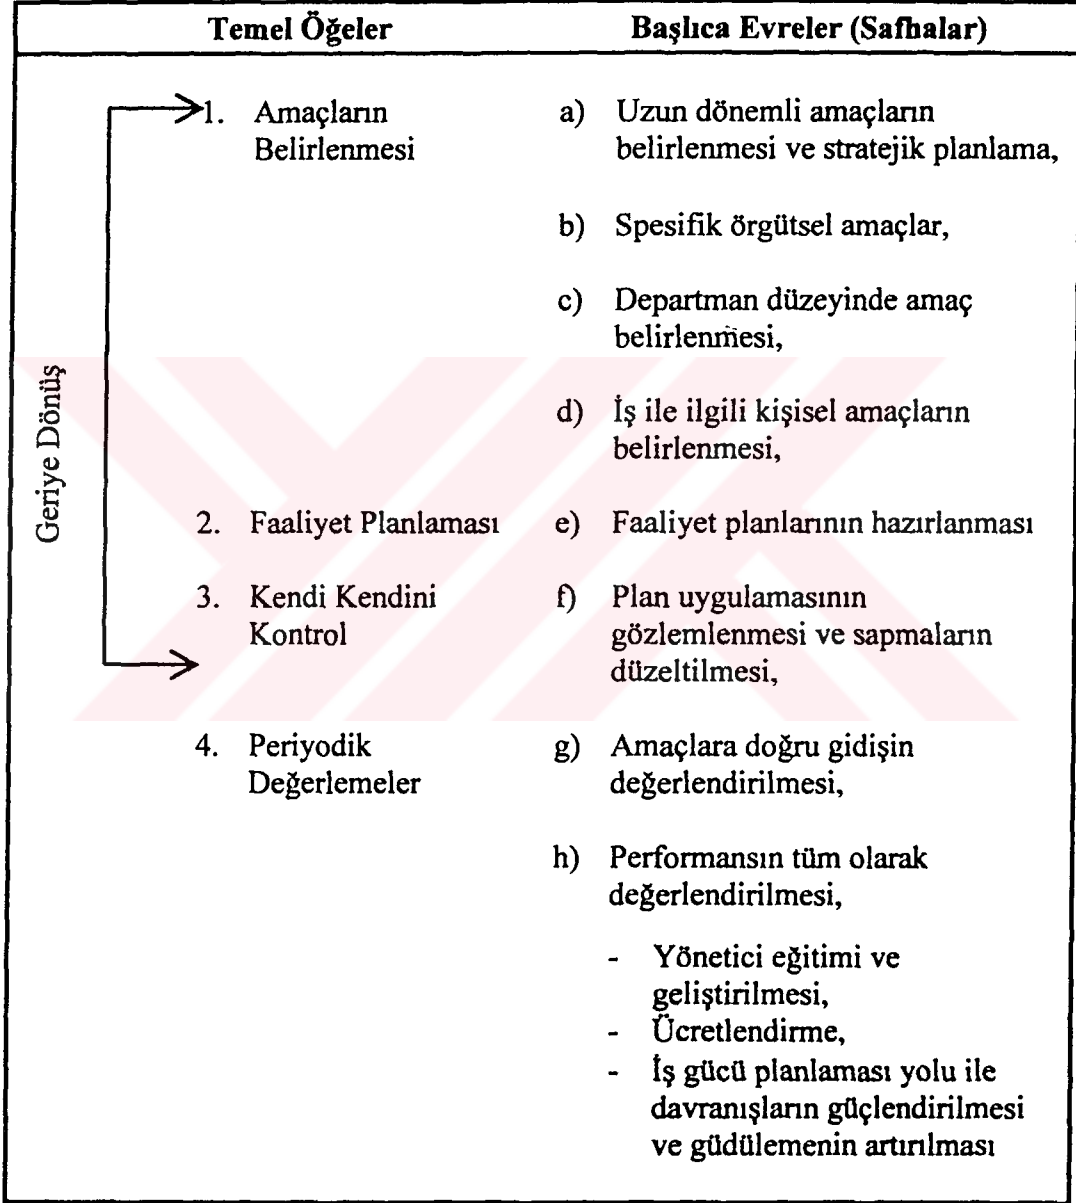 Temel Öğeler Başlıca Evreler (Safhalar)
Geriye Dönüş
1. Amaçların
Belirlenmesi
a) Uzun dönemli amaçların
belirlenmesi ve stratejik planlama,
b) Spesifik örgütsel amaçlar,
c) Departman düzeyinde amaç
belirlenmesi,
d) İş ile ilgili kişisel amaçların
belirlenmesi,
2. Faaliyet Planlaması
e) Faaliyet planlarının hazırlanması
3. Kendi Kendini
Kontrol
f) Plan uygulamasının
gözlemlenmesi ve sapmaların
düzeltilmesi,
4. Periyodik
Değerlemeler
g) Amaçlara doğru gidişin
değerlendirilmesi,
h) Performansın tüm olarak
değerlendirilmesi,
- Yönetici eğitimi ve
geliştirilmesi,
- Ücretlendirme,
- İş gücü planlaması yolu ile
davranışların güçlendirilmesi
ve güdülemenin artırılması